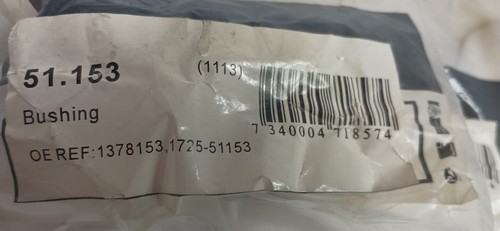 51.153 (1113)
Bushing
OE REF:1378153,1725-51153
7 340004 718574